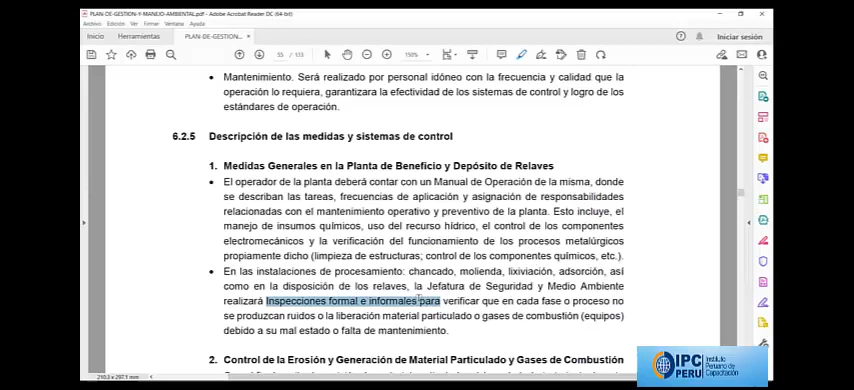 PLAN-DE-GESTION-Y-MANEJO-AMBIENTAL.pdf - Adobe Acrobat Reader DC (64-bit)
Archivo Edición Ver Firmar Ventana Ayuda
Inicio Herramientas PLAN-DE-GESTION... × Iniciar sesión
55 / 133 150%
• Mantenimiento. Será realizado por personal idóneo con la frecuencia y calidad que la
operación lo requiera, garantizara la efectividad de los sistemas de control y logro de los
estándares de operación.
6.2.5 Descripción de las medidas y sistemas de control
1. Medidas Generales en la Planta de Beneficio y Depósito de Relaves
• El operador de la planta deberá contar con un Manual de Operación de la misma, donde
se describan las tareas, frecuencias de aplicación y asignación de responsabilidades
relacionadas con el mantenimiento operativo y preventivo de la planta. Esto incluye, el
manejo de insumos químicos, uso del recurso hídrico, el control de los componentes
electromecánicos y la verificación del funcionamiento de los procesos metalúrgicos
propiamente dicho (limpieza de estructuras; control de los componentes químicos, etc.).
• En las instalaciones de procesamiento: chancado, molienda, lixiviación, adsorción, así
como en la disposición de los relaves, la Jefatura de Seguridad y Medio Ambiente
realizará Inspecciones formal e informales para verificar que en cada fase o proceso no
se produzcan ruidos o la liberación material particulado o gases de combustión (equipos)
debido a su mal estado o falta de mantenimiento.
2. Control de la Erosión y Generación de Material Particulado y Gases de Combustión
210.3 x 297.1 mm
IPC PERU Instituto Peruano de Capacitación